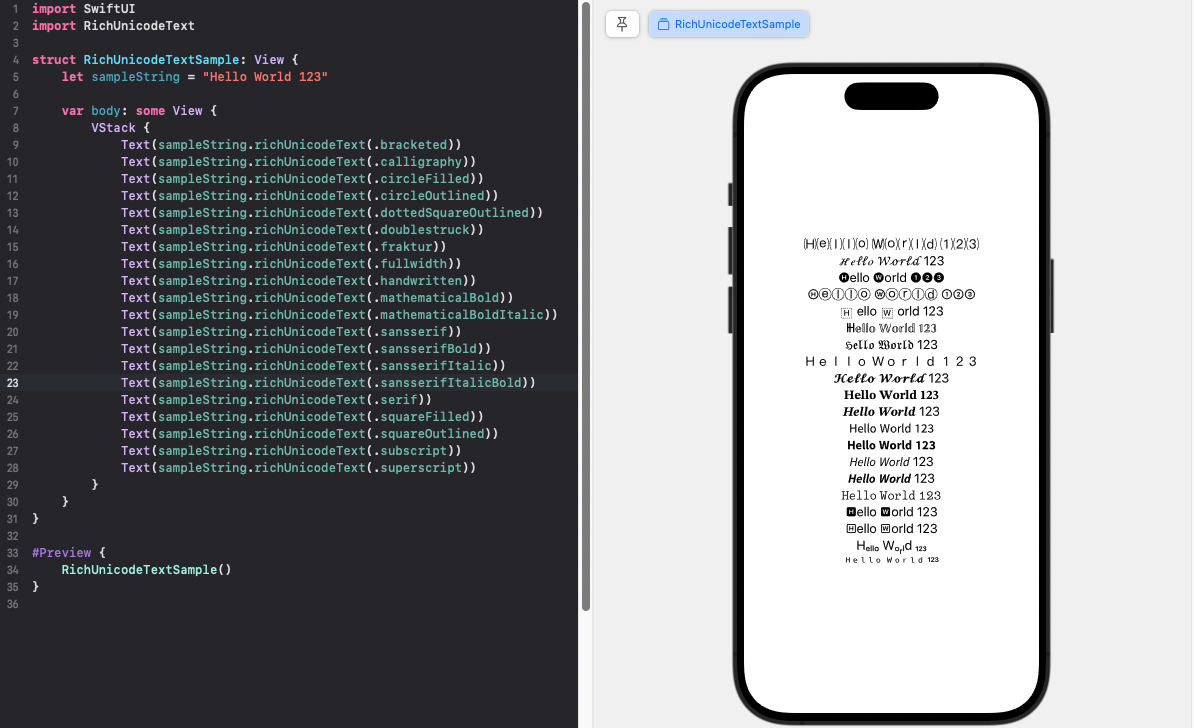 1 import SwiftUI
2 import RichUnicodeText
3
4 struct RichUnicodeTextSample: View {
5     let sampleString = "Hello World 123"
6
7     var body: some View {
8         VStack {
9             Text(sampleString.richUnicodeText(.bracketed))
10             Text(sampleString.richUnicodeText(.calligraphy))
11             Text(sampleString.richUnicodeText(.circleFilled))
12             Text(sampleString.richUnicodeText(.circleOutlined))
13             Text(sampleString.richUnicodeText(.dottedSquareOutlined))
14             Text(sampleString.richUnicodeText(.doublestruck))
15             Text(sampleString.richUnicodeText(.fraktur))
16             Text(sampleString.richUnicodeText(.fullwidth))
17             Text(sampleString.richUnicodeText(.handwritten))
18             Text(sampleString.richUnicodeText(.mathematicalBold))
19             Text(sampleString.richUnicodeText(.mathematicalBoldItalic))
20             Text(sampleString.richUnicodeText(.sansserif))
21             Text(sampleString.richUnicodeText(.sansserifBold))
22             Text(sampleString.richUnicodeText(.sansserifItalic))
23             Text(sampleString.richUnicodeText(.sansserifItalicBold))
24             Text(sampleString.richUnicodeText(.serif))
25             Text(sampleString.richUnicodeText(.squareFilled))
26             Text(sampleString.richUnicodeText(.squareOutlined))
27             Text(sampleString.richUnicodeText(.subscript))
28             Text(sampleString.richUnicodeText(.superscript))
29         }
30     }
31 }
32
33 #Preview {
34     RichUnicodeTextSample()
35 }
36
RichUnicodeTextSample
🄗⒠⒧⒧⒪ 🄦⒪⒭⒧⒟ ⑴⑵⑶
𝓗𝑒𝓁𝓁𝑜 𝒲𝑜𝓇𝓁𝒹 123
🅗ello 🅦orld ❶❷❸
Ⓗⓔⓛⓛⓞ Ⓦⓞⓡⓛⓓ ①②③
H ello W orld 123
ℍ𝕖𝕝𝕝𝕠 𝕎𝕠𝕣𝕝𝕕 𝟙𝟚𝟛
ℌ𝔢𝔩𝔩𝔬 𝔚𝔬𝔯𝔩𝔡 123
Ｈｅｌｌｏ Ｗｏｒｌｄ １２３
𝓗𝓮𝓵𝓵𝓸 𝓦𝓸𝓻𝓵𝓭 123
𝐇𝐞𝐥𝐥𝐨 𝐖𝐨𝐫𝐥𝐝 𝟏𝟐𝟑
𝑯𝒆𝒍𝒍𝒐 𝑾𝒐𝒓𝒍𝒅 123
𝖧𝖾𝗅𝗅𝗈 𝖶𝗈𝗋𝗅𝖽 𝟣𝟤𝟥
𝗛𝗲𝗹𝗹𝗼 𝗪𝗼𝗿𝗹𝗱 𝟭𝟮𝟯
𝘏𝘦𝘭𝘭𝘰 𝘞𝘰𝘳𝘭𝘥 123
𝙃𝙚𝙡𝙡𝙤 𝙒𝙤𝙧𝙡𝙙 123
𝙷𝚎𝚕𝚕𝚘 𝚆𝚘𝚛𝚕𝚍 𝟷𝟸𝟹
🅷ello 🆆orld 123
🄷ello 🅆orld 123
Hₑₗₗₒ Wₒᵣₗd ₁₂₃
ᴴᵉˡˡᵒ ᵂᵒʳˡᵈ ¹²³